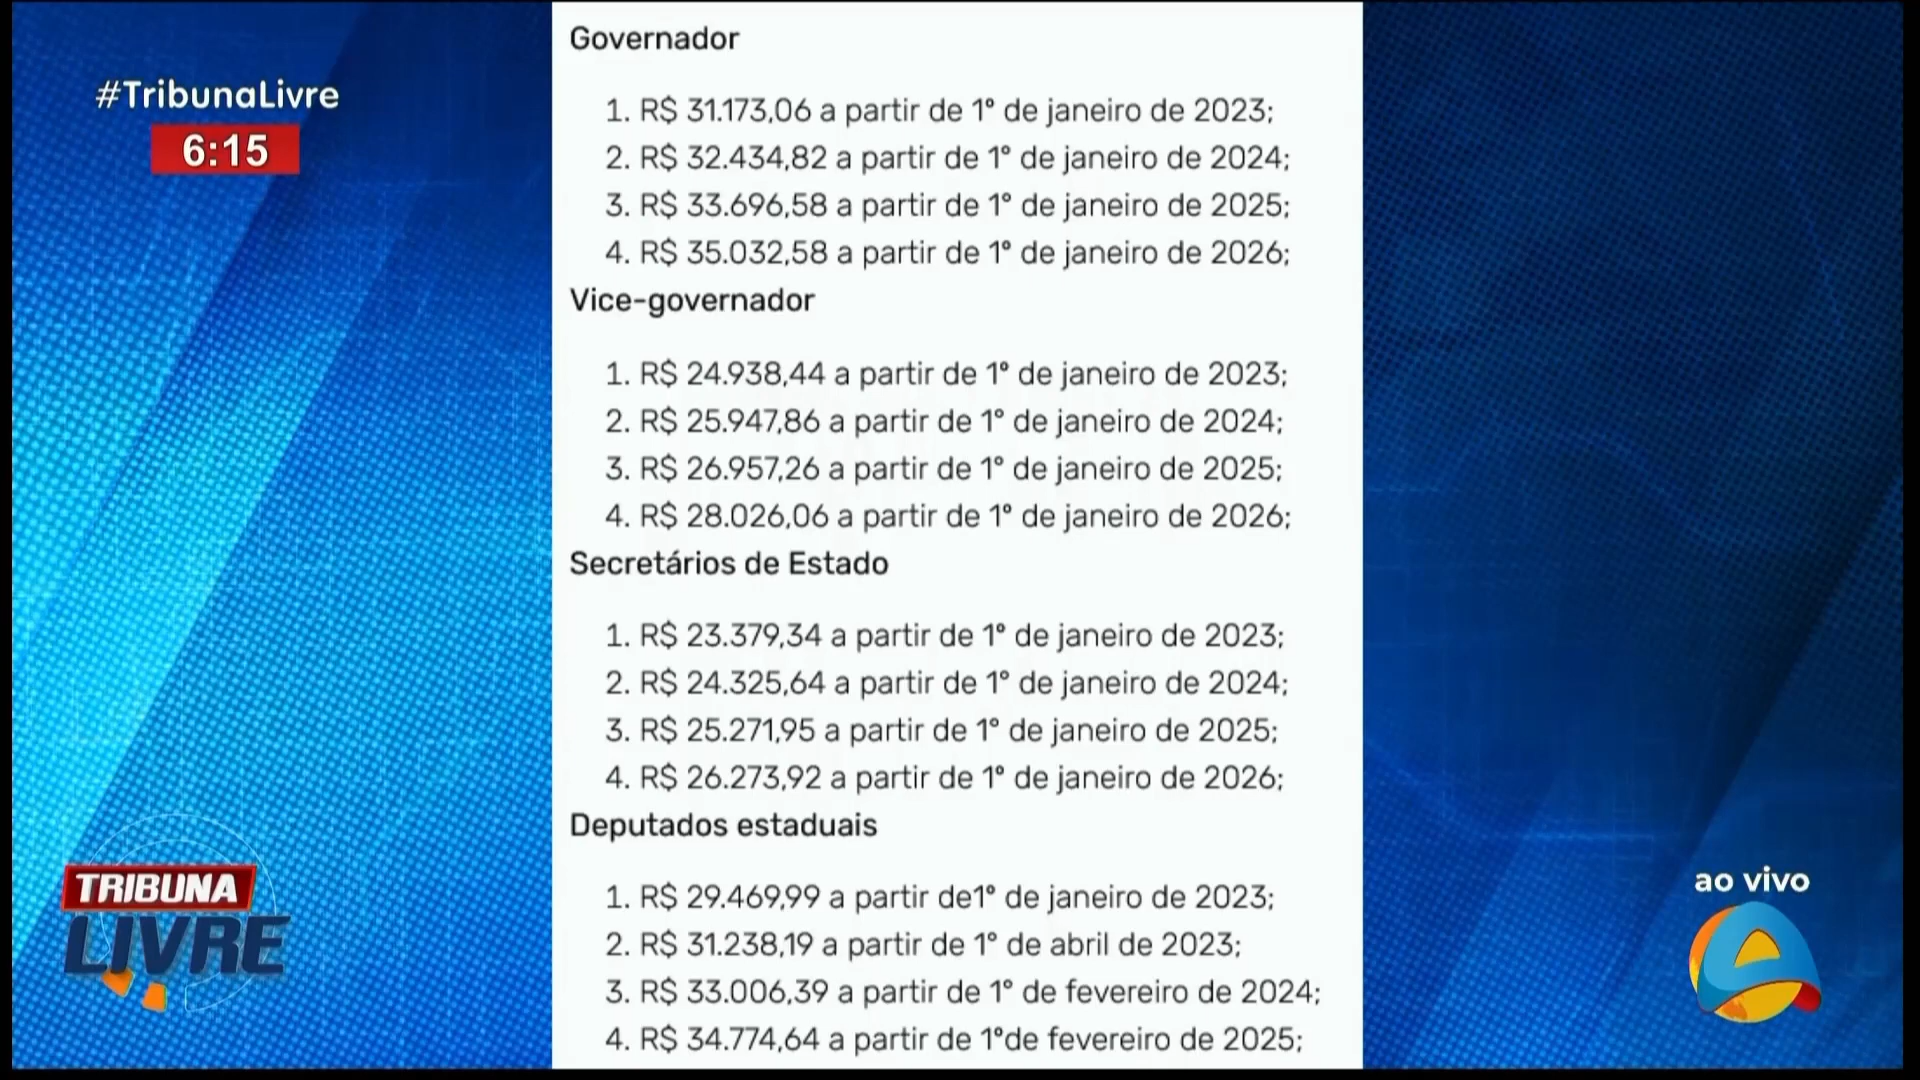 #TribunaLivre
6:15
Governador
1. R$ 31.173,06 a partir de 1º de janeiro de 2023;
2. R$ 32.434,82 a partir de 1º de janeiro de 2024;
3. R$ 33.696,58 a partir de 1º de janeiro de 2025;
4. R$ 35.032,58 a partir de 1º de janeiro de 2026;
Vice-governador
1. R$ 24.938,44 a partir de 1º de janeiro de 2023;
2. R$ 25.947,86 a partir de 1º de janeiro de 2024;
3. R$ 26.957,26 a partir de 1º de janeiro de 2025;
4. R$ 28.026,06 a partir de 1º de janeiro de 2026;
Secretários de Estado
1. R$ 23.379,34 a partir de 1º de janeiro de 2023;
2. R$ 24.325,64 a partir de 1º de janeiro de 2024;
3. R$ 25.271,95 a partir de 1º de janeiro de 2025;
4. R$ 26.273,92 a partir de 1º de janeiro de 2026;
Deputados estaduais
1. R$ 29.469,99 a partir de1º de janeiro de 2023;
2. R$ 31.238,19 a partir de 1º de abril de 2023;
3. R$ 33.006,39 a partir de 1º de fevereiro de 2024;
4. R$ 34.774,64 a partir de 1ºde fevereiro de 2025;
TRIBUNA
LIVRE
ao vivo